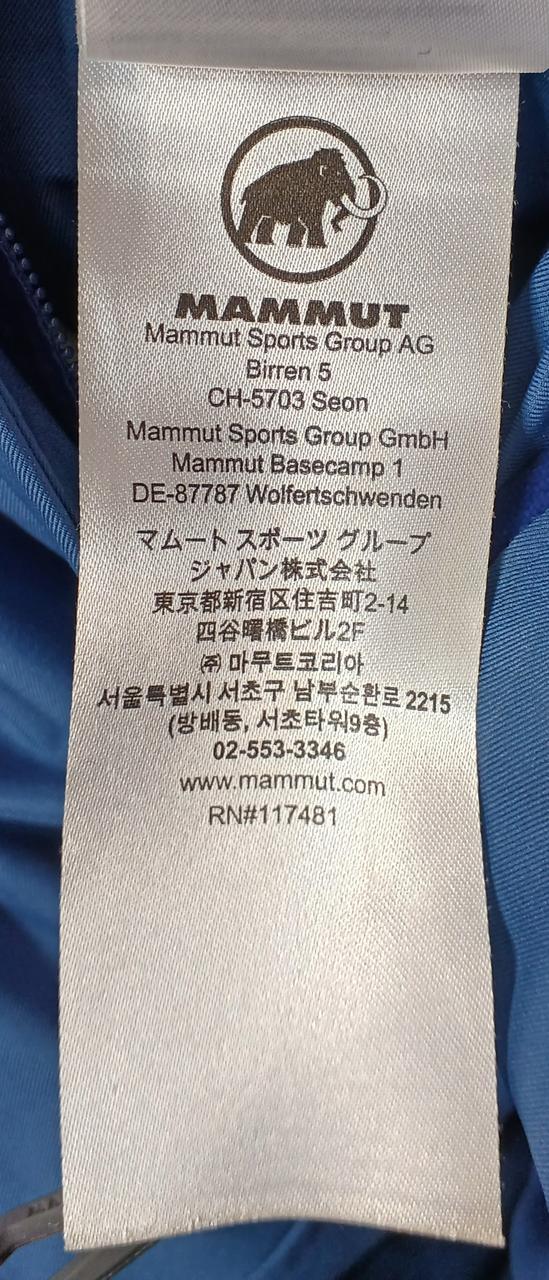 MAMMUT
Mammut Sports Group AG
Birren 5
CH-5703 Seon
Mammut Sports Group GmbH
Mammut Basecamp 1
DE-87787 Wolfertschwenden
マムート スポーツ グループ
ジャパン株式会社
東京都新宿区住吉町2-14
四谷曙橋ビル2F
㈜ 마무트코리아
서울특별시 서초구 남부순환로 2215
(방배동, 서초타워9층)
02-553-3346
www.mammut.com
RN#117481